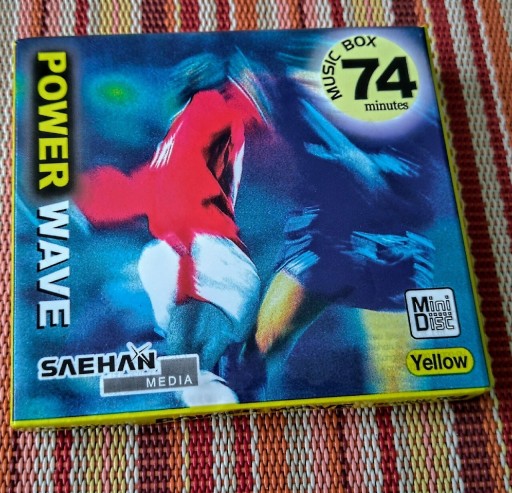 POWER WAVE
MUSIC BOX
74
minutes
Mini
Disc
Yellow
SAEHAN
MEDIA